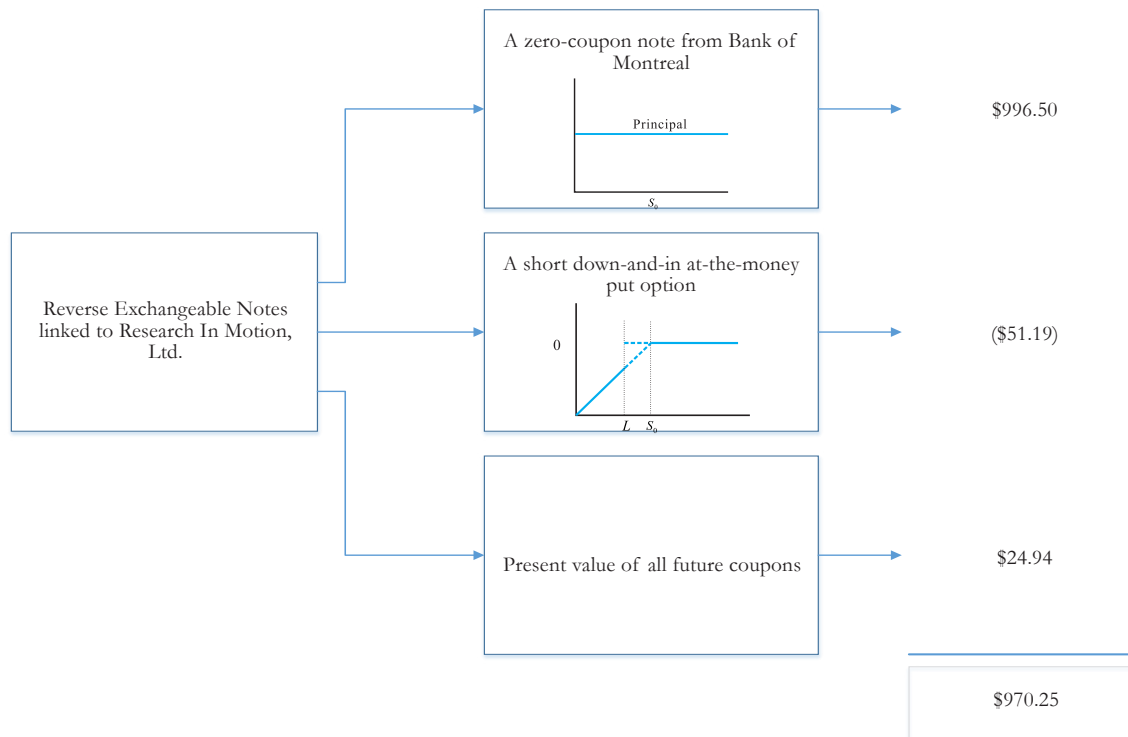 Reverse Exchangeable Notes
linked to Research In Motion,
Ltd.
A zero-coupon note from Bank of
Montreal
Principal
S₀
$996.50
A short down-and-in at-the-money
put option
0
L S₀
($51.19)
Present value of all future coupons
$24.94
$970.25